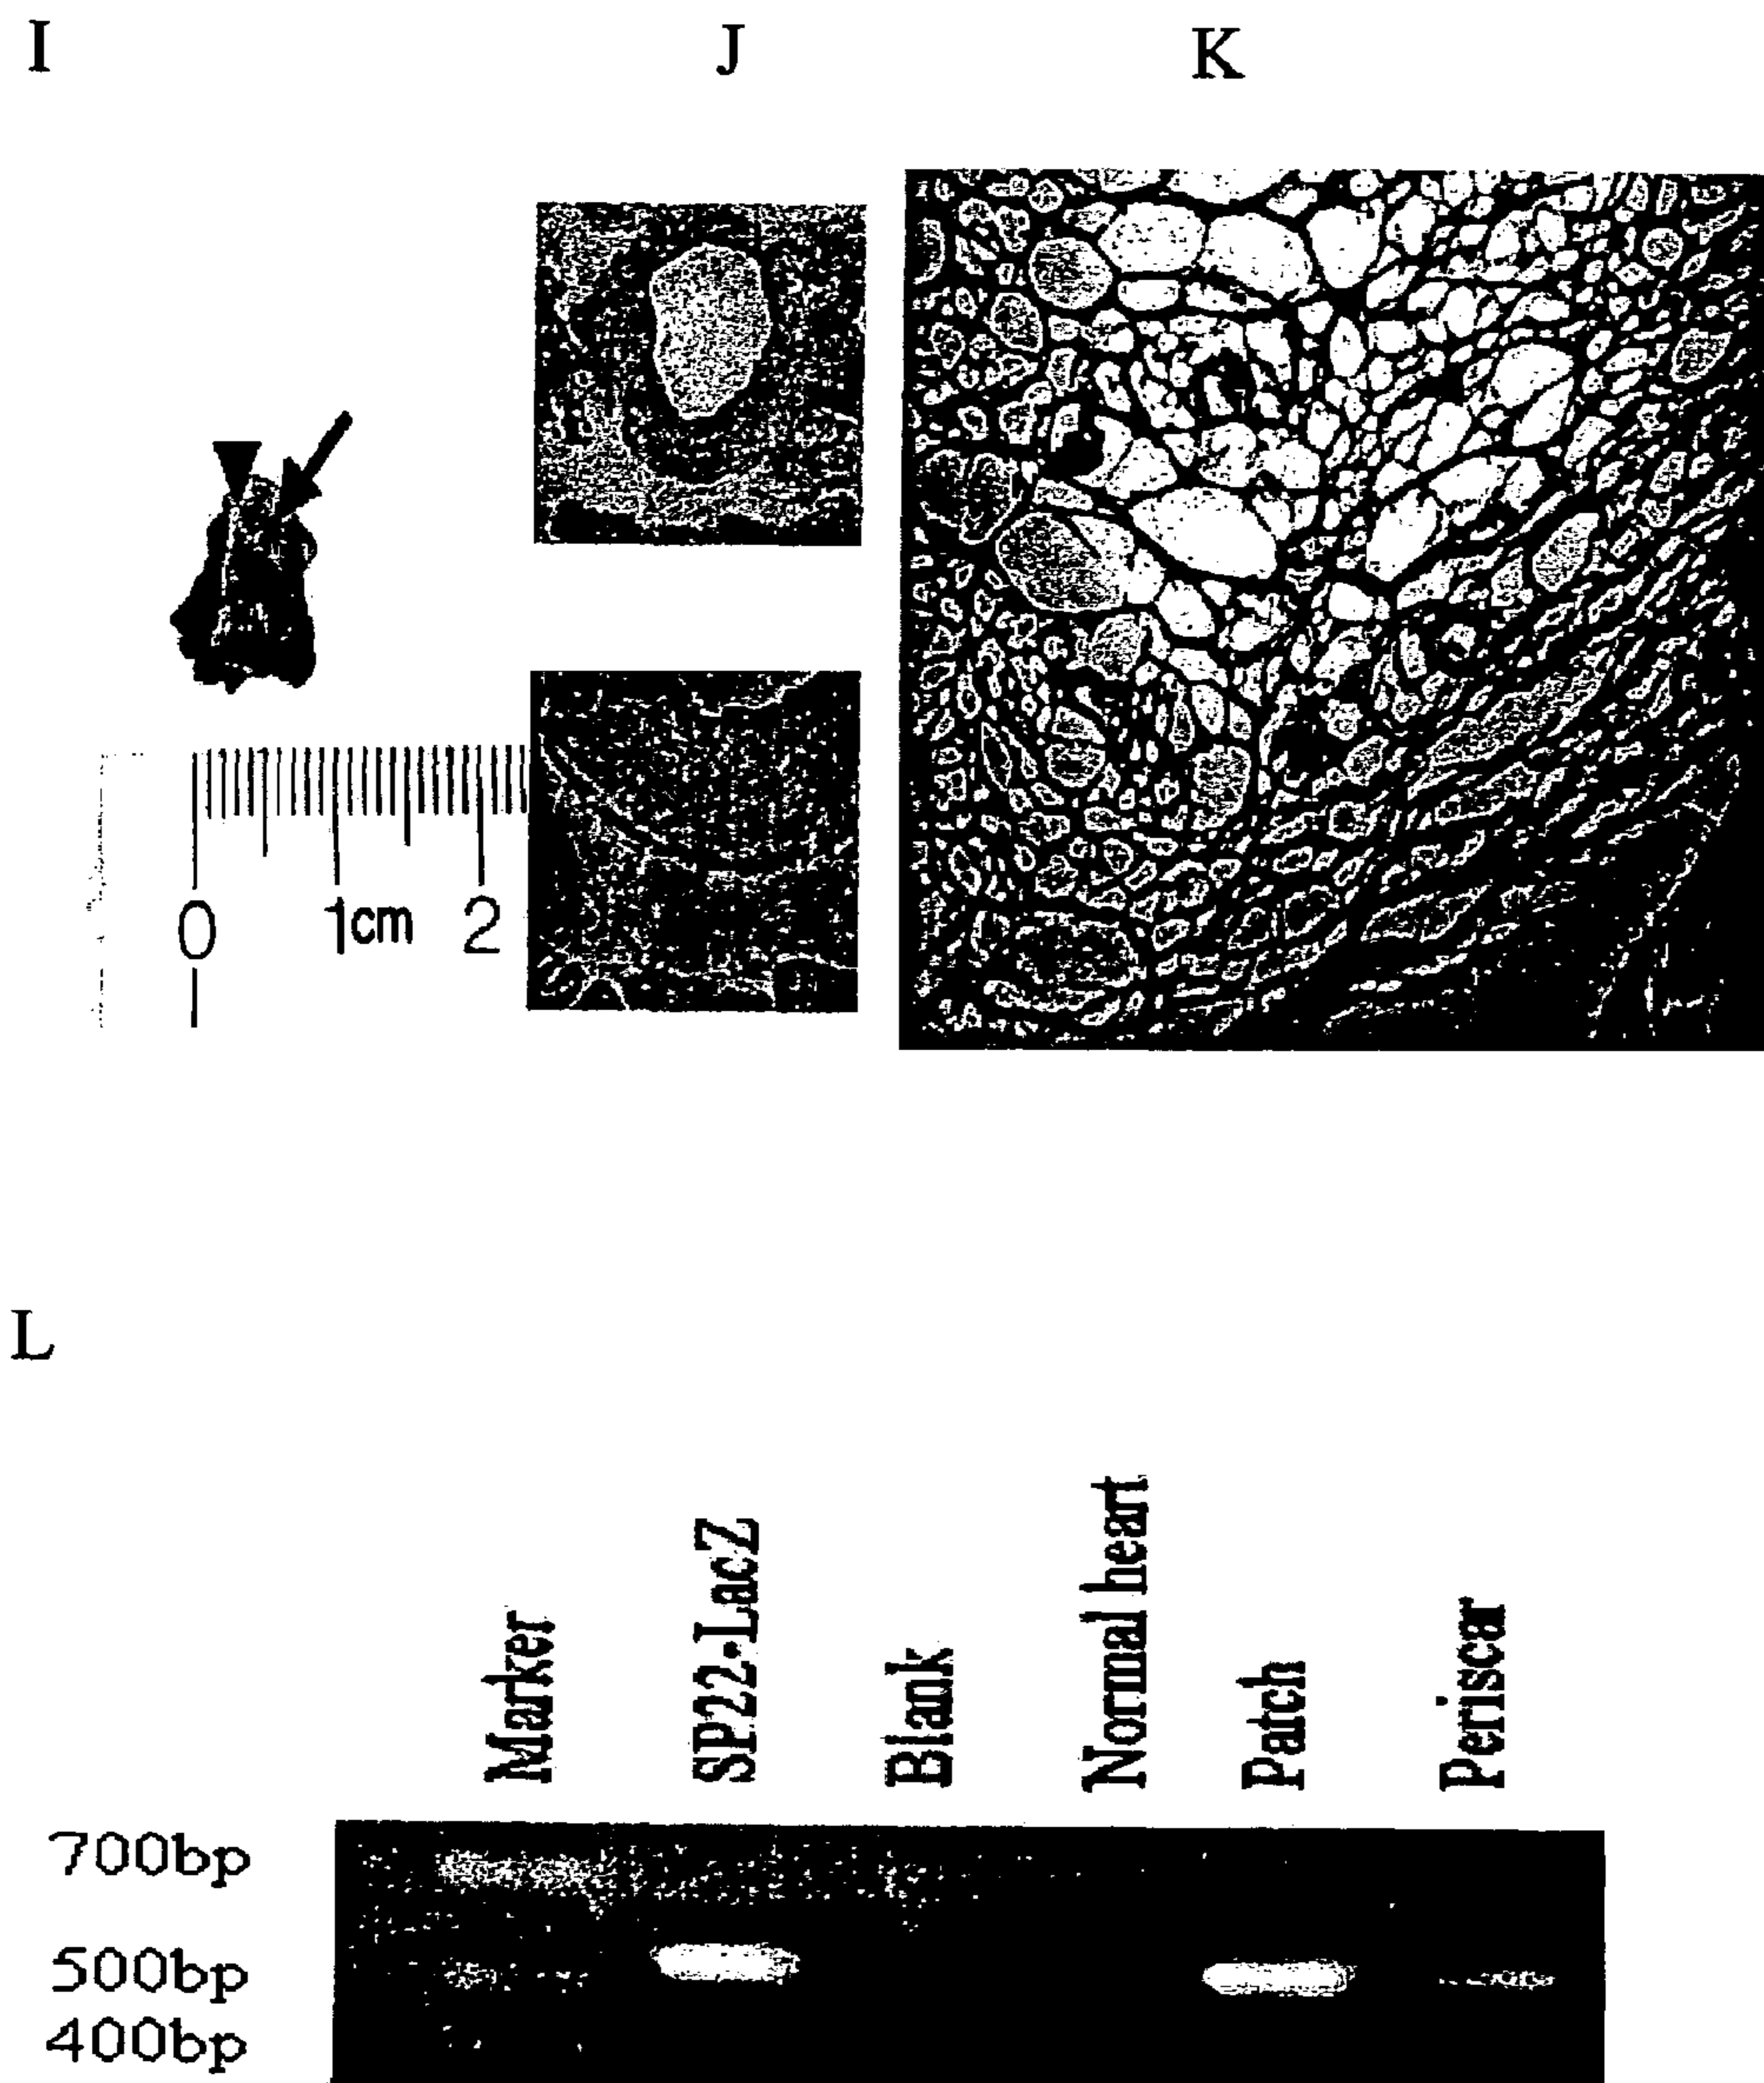 I J K
0 1cm 2
L
Marker SP22-LacZ Blank Normal heart Patch Periscar
700bp
500bp
400bp